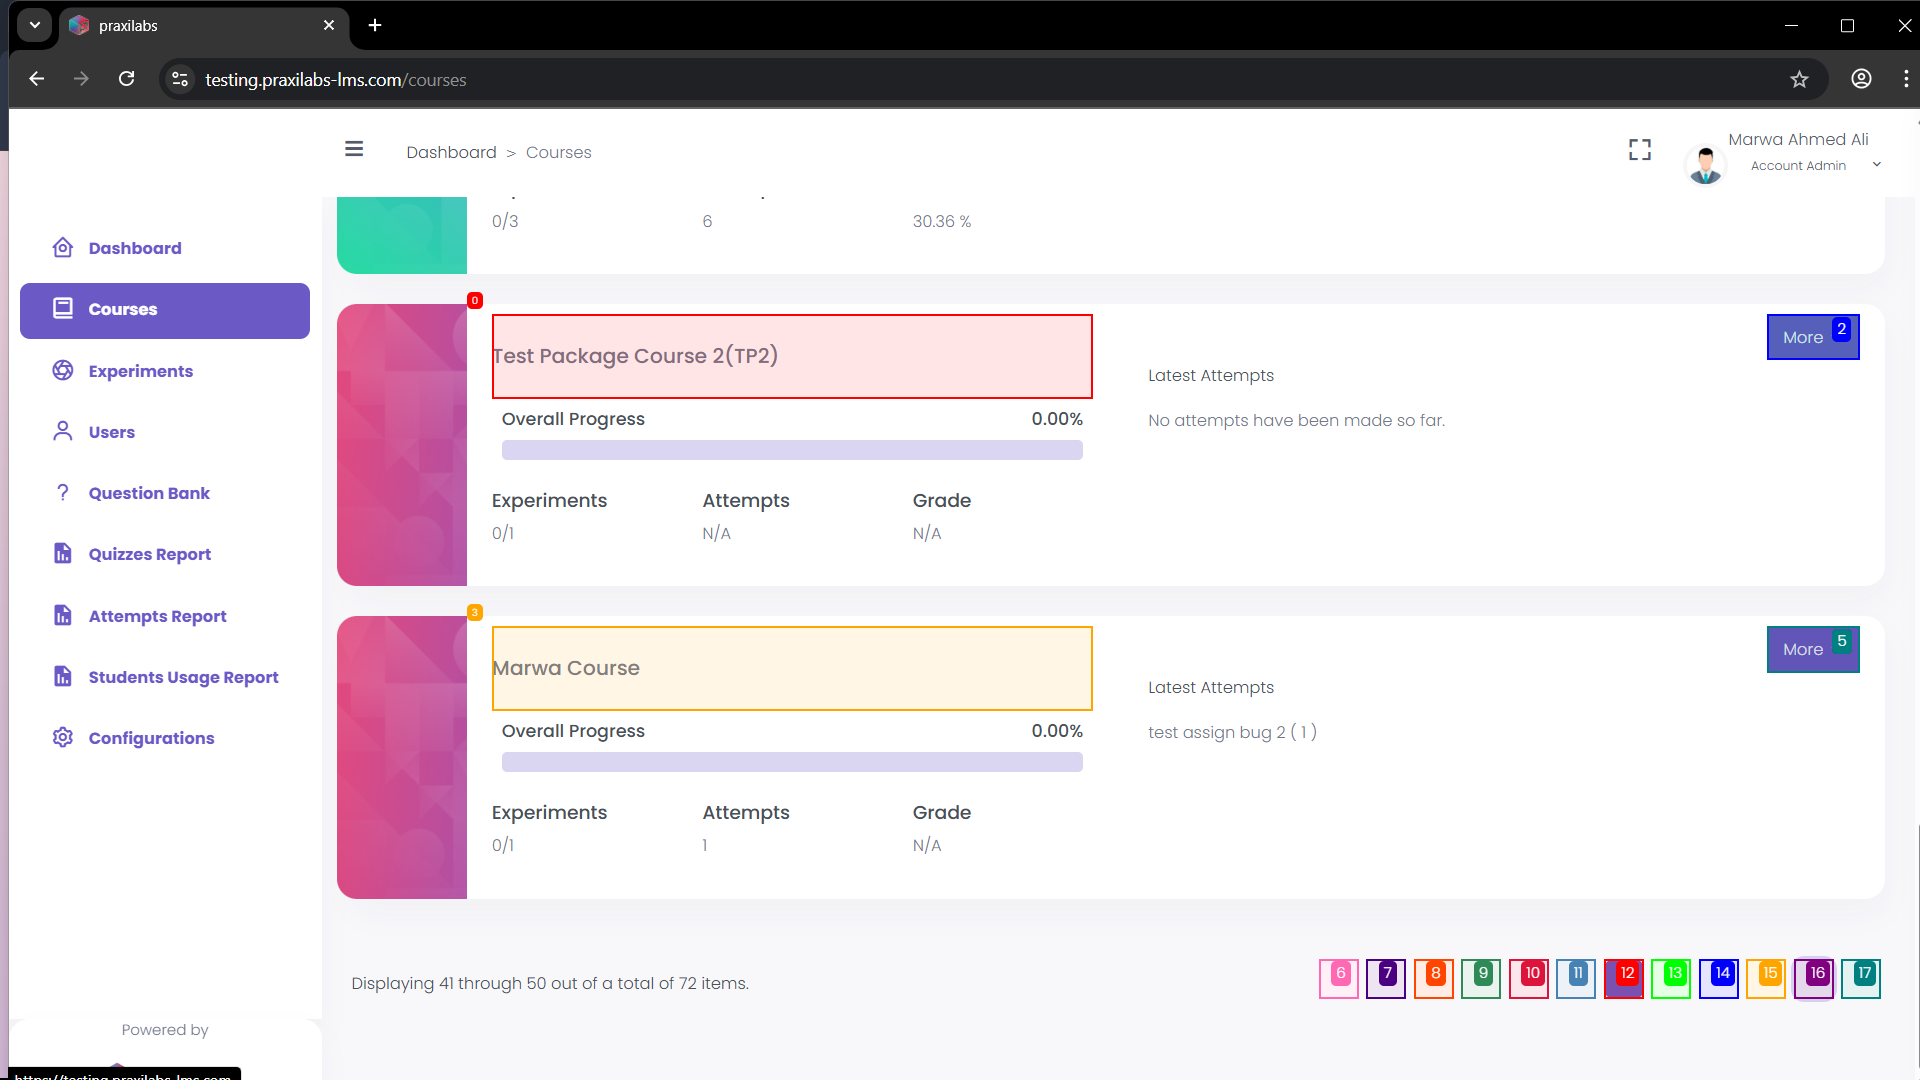 praxilabs
testing.praxilabs-lms.com/courses
Dashboard > Courses
Marwa Ahmed Ali
Account Admin
Dashboard
Courses
Experiments
Users
Question Bank
Quizzes Report
Attempts Report
Students Usage Report
Configurations
Powered by
0/3 6 30.36 %
0
Test Package Course 2(TP2)
More 2
Overall Progress 0.00%
Latest Attempts
No attempts have been made so far.
Experiments Attempts Grade
0/1 N/A N/A
3
Marwa Course
More 5
Overall Progress 0.00%
Latest Attempts
test assign bug 2 ( 1 )
Experiments Attempts Grade
0/1 1 N/A
Displaying 41 through 50 out of a total of 72 items.
6 7 8 9 10 11 12 13 14 15 16 17
https://testing.praxilabs-lms.com